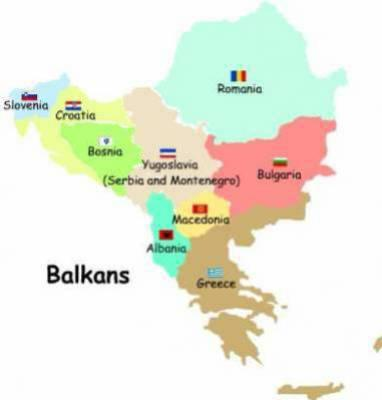 Romania
Slovenia
Croatia
Bosnia
Yugoslavia
(Serbia and Montenegro)
Bulgaria
Macedonia
Albania
Balkans
Greece